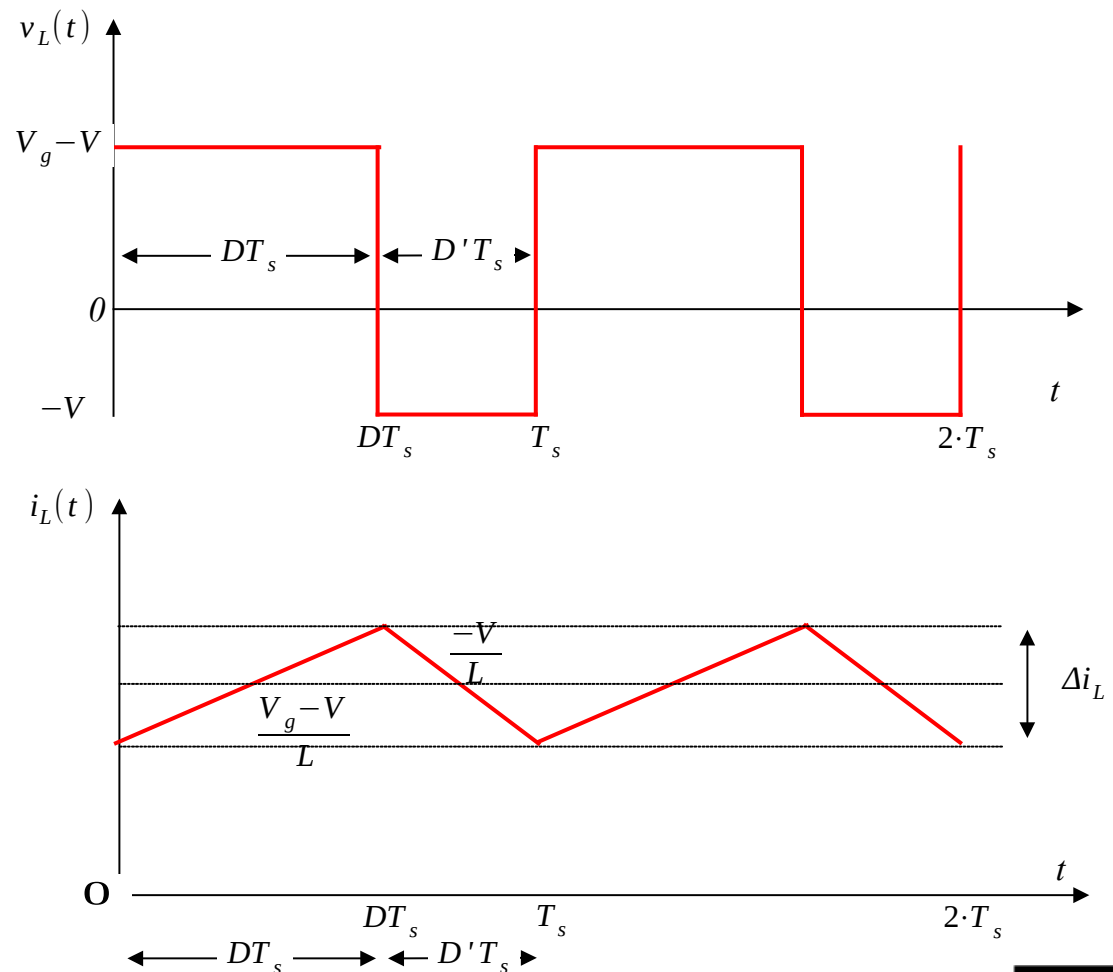 v_L(t)
V_g−V
DT_s D'T_s
0
−V
t
DT_s T_s 2·T_s
i_L(t)
−V
L
Δi_L
V_g−V
L
t
O
DT_s T_s 2·T_s
DT_s D'T_s